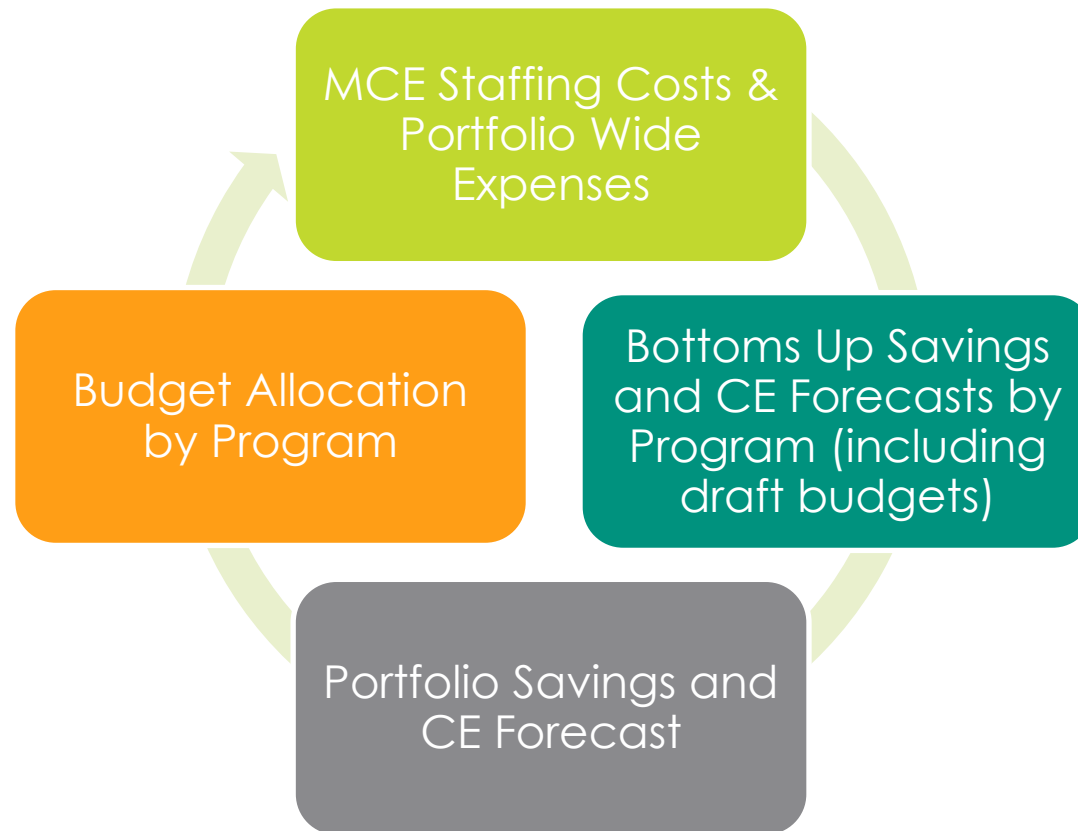 MCE Staffing Costs &
Portfolio Wide
Expenses
Bottoms Up Savings
and CE Forecasts by
Program (including
draft budgets)
Portfolio Savings and
CE Forecast
Budget Allocation
by Program